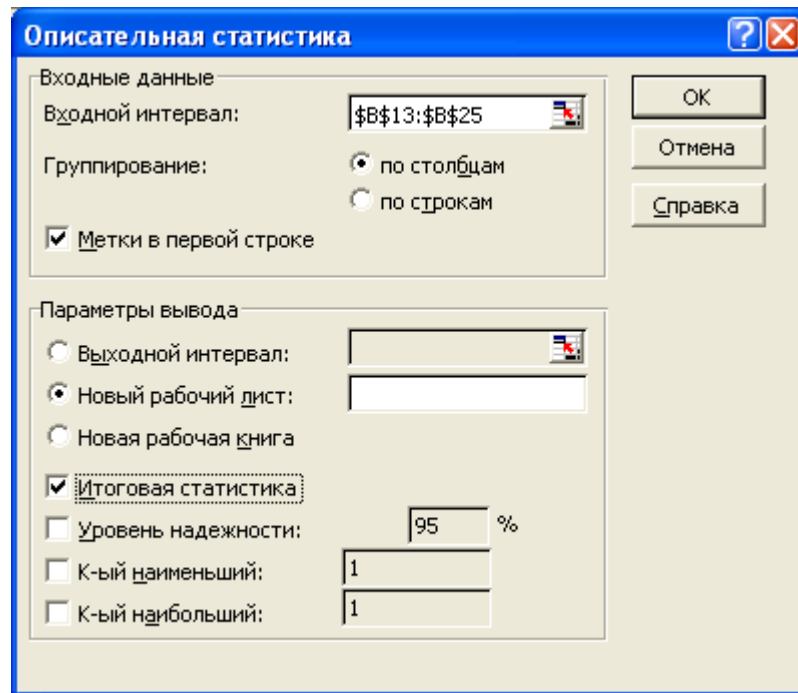 Описательная статистика
Входные данные
Входной интервал: $B$13:$B$25
Группирование: по столбцам
по строкам
Метки в первой строке
OK
Отмена
Справка
Параметры вывода
Выходной интервал:
Новый рабочий лист:
Новая рабочая книга
Итоговая статистика
Уровень надежности: 95 %
К-ый наименьший: 1
К-ый наибольший: 1